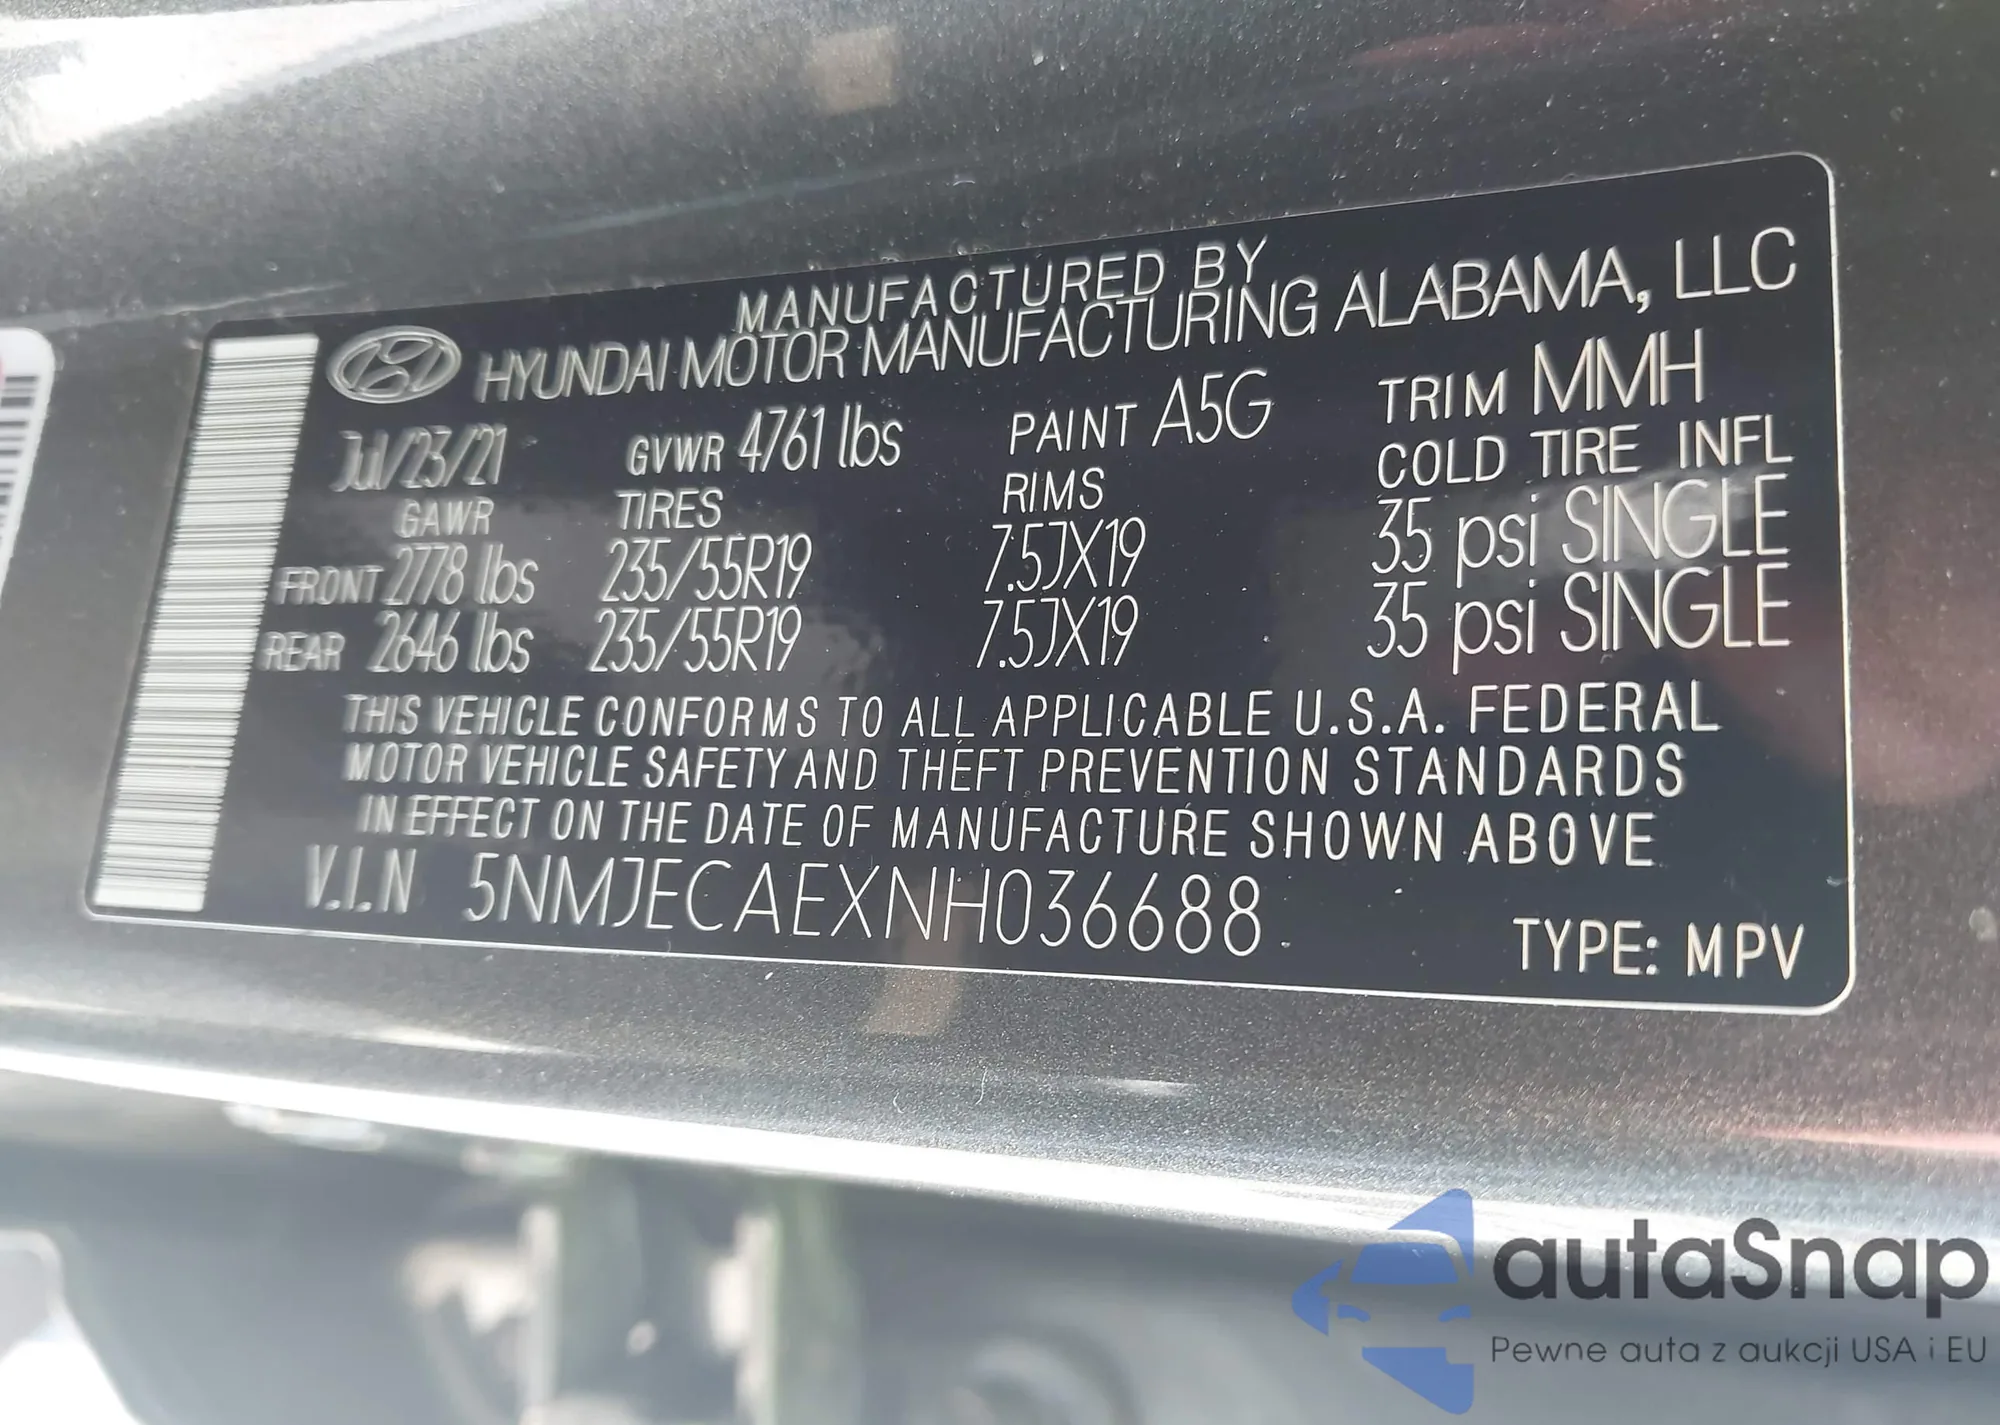 MANUFACTURED BY
HYUNDAI MOTOR MANUFACTURING ALABAMA, LLC
Jul/23/21 GVWR 4761 lbs PAINT A5G TRIM MMH
GAWR TIRES RIMS COLD TIRE INFL
FRONT 2778 lbs 235/55R19 7.5JX19 35 psi SINGLE
REAR 2646 lbs 235/55R19 7.5JX19 35 psi SINGLE
THIS VEHICLE CONFORMS TO ALL APPLICABLE U.S.A. FEDERAL
MOTOR VEHICLE SAFETY AND THEFT PREVENTION STANDARDS
IN EFFECT ON THE DATE OF MANUFACTURE SHOWN ABOVE
V.I.N 5NMJECAEXNH036688
TYPE: MPV
autaSnap
Pewne auta z aukcji USA i EU